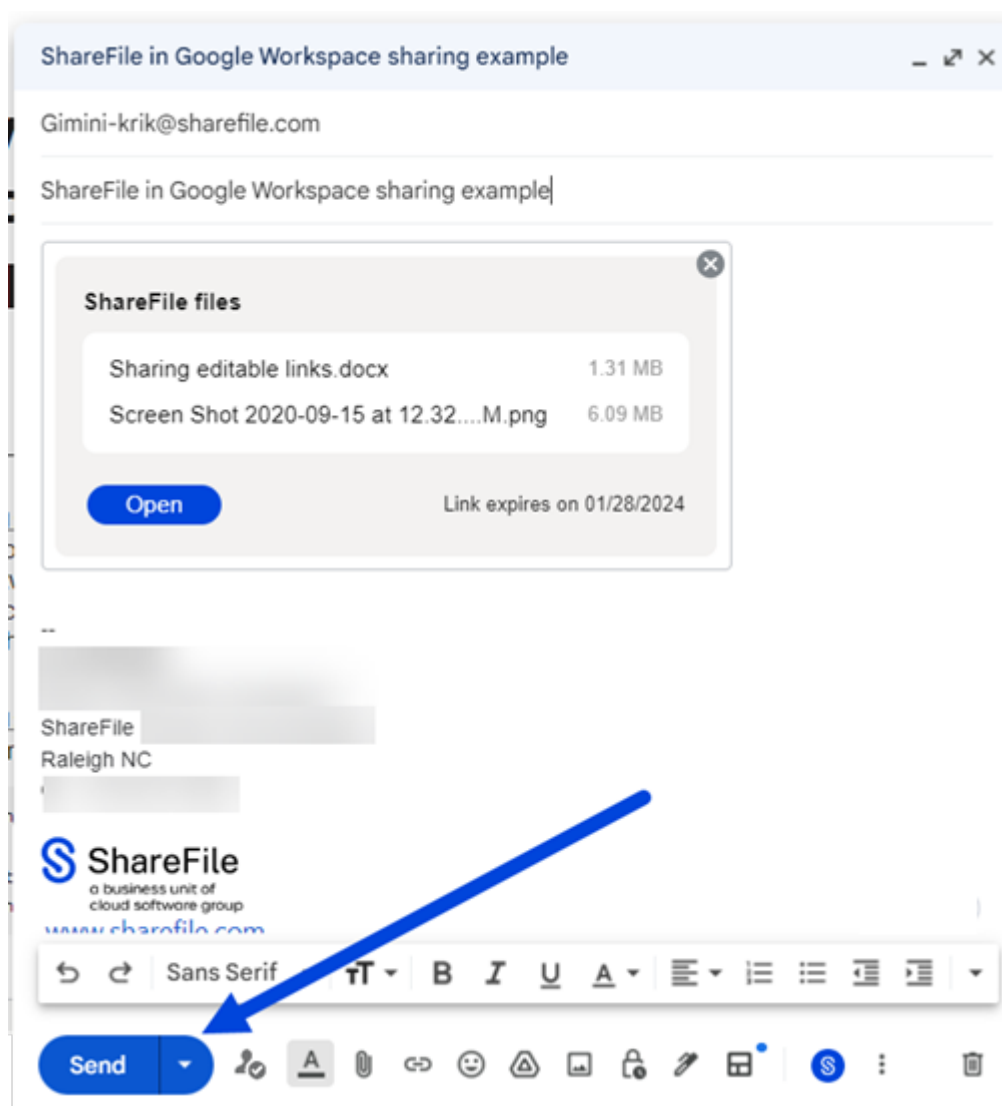 ShareFile in Google Workspace sharing example
Gimini-krik@sharefile.com
ShareFile in Google Workspace sharing example
ShareFile files
Sharing editable links.docx 1.31 MB
Screen Shot 2020-09-15 at 12.32....M.png 6.09 MB
Open Link expires on 01/28/2024
--
ShareFile
Raleigh NC
ShareFile
a business unit of
cloud software group
www.sharefile.com
Sans Serif
Send